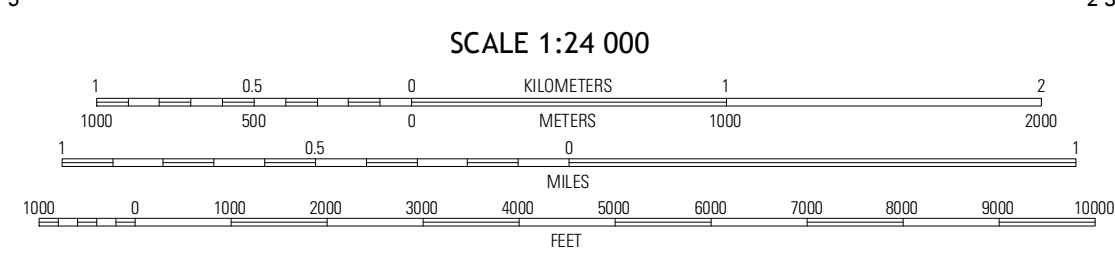 SCALE 1:24 000
1 0.5 0 KILOMETERS 1 2
1000 500 0 METERS 1000 2000
1 0.5 0 1
MILES
1000 0 1000 2000 3000 4000 5000 6000 7000 8000 9000 10000
FEET